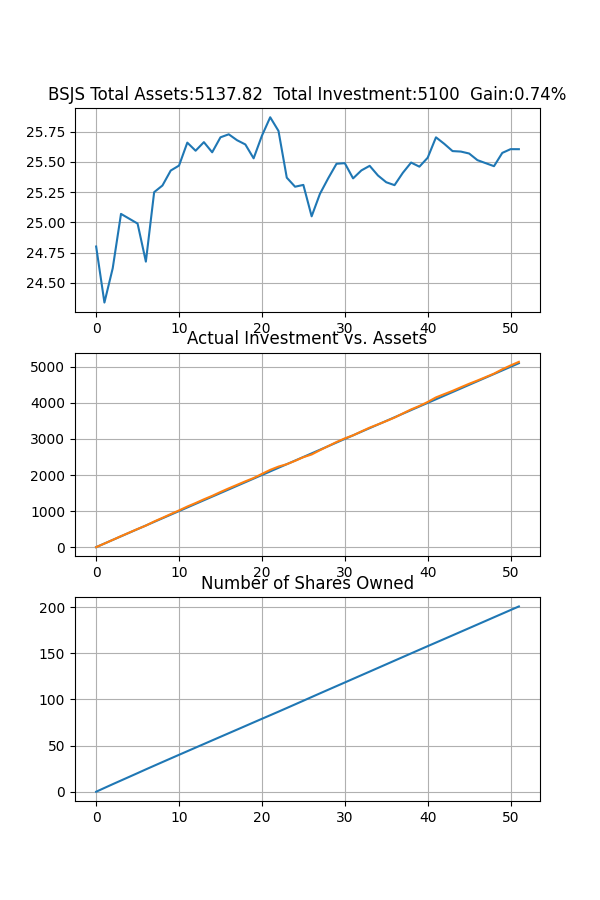 BSJS Total Assets:5137.82  Total Investment:5100  Gain:0.74%
25.75
25.50
25.25
25.00
24.75
24.50
0 10 20 30 40 50
Actual Investment vs. Assets
5000
4000
3000
2000
1000
0
0 10 20 30 40 50
Number of Shares Owned
200
150
100
50
0
0 10 20 30 40 50